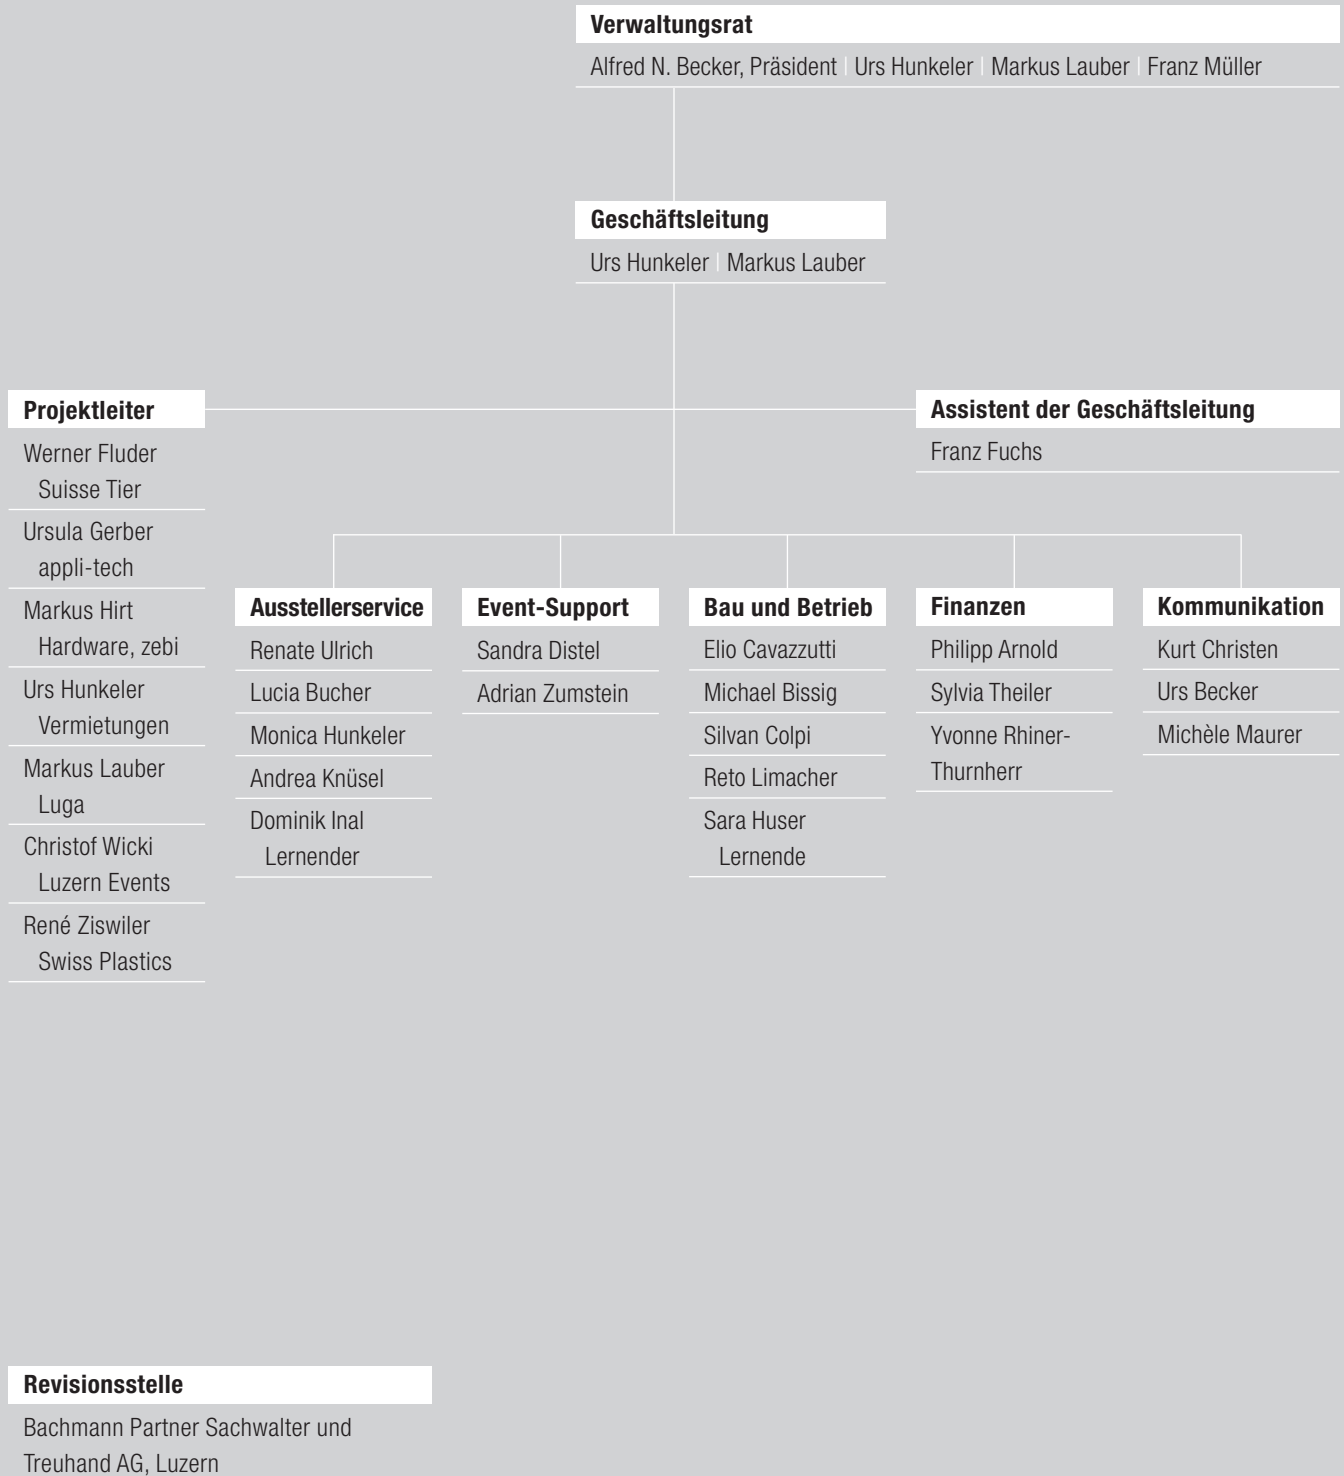 Verwaltungsrat
Alfred N. Becker, Präsident | Urs Hunkeler | Markus Lauber | Franz Müller
Geschäftsleitung
Urs Hunkeler | Markus Lauber
Projektleiter
Werner Fluder
Suisse Tier
Ursula Gerber
appli-tech
Markus Hirt
Hardware, zebi
Urs Hunkeler
Vermietungen
Markus Lauber
Luga
Christof Wicki
Luzern Events
René Ziswiler
Swiss Plastics
Assistent der Geschäftsleitung
Franz Fuchs
Ausstellerservice
Renate Ulrich
Lucia Bucher
Monica Hunkeler
Andrea Knüsel
Dominik Inal
Lernender
Event-Support
Sandra Distel
Adrian Zumstein
Bau und Betrieb
Elio Cavazzutti
Michael Bissig
Silvan Colpi
Reto Limacher
Sara Huser
Lernende
Finanzen
Philipp Arnold
Sylvia Theiler
Yvonne Rhiner-
Thurnherr
Kommunikation
Kurt Christen
Urs Becker
Michèle Maurer
Revisionsstelle
Bachmann Partner Sachwalter und
Treuhand AG, Luzern